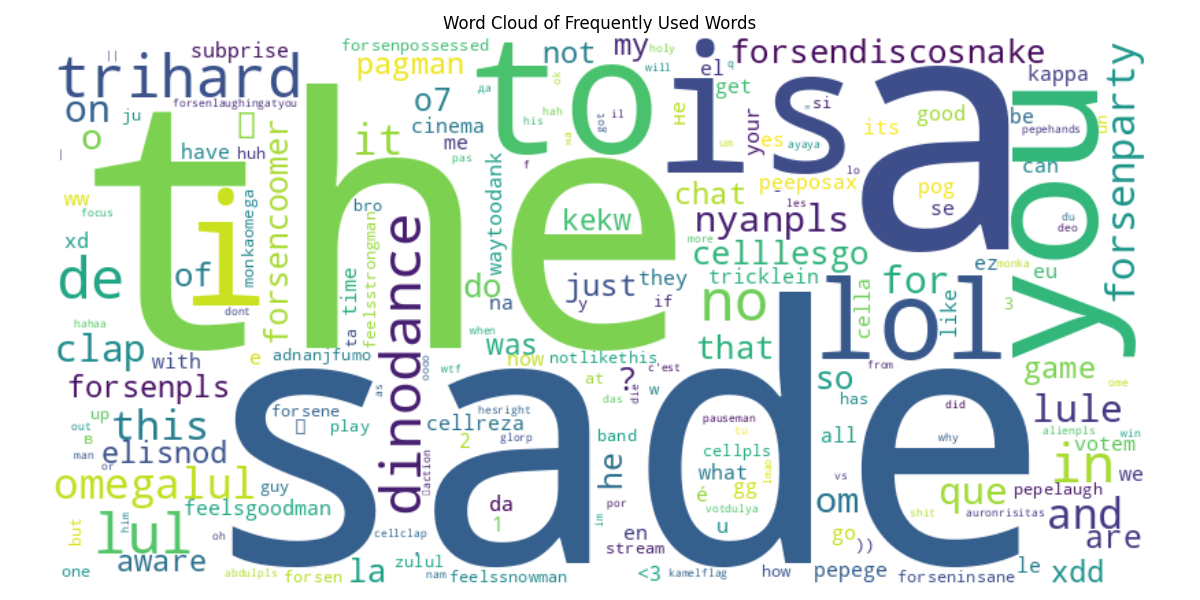 Word Cloud of Frequently Used Words
subprise forsenpossessed not my holy forsendiscosnake
trihard pagman to will is el q kappa
forsenlaughingatyou o7 да ok get a forsenparty
on ju cinema hah his got il не your si good be you
o the it me на um es ayaya its pepehands
have huh pas f lo can
ww i forsencoomer waytoodank chat peeposax pog
focus monkaomega bro kekw nyanpls les se du
xd feelsstrongman dinodance more celllesgo deo
de of time do just they tricklein for ez monka eu
dont ta na y if no cella lol like 3
hahaa when was that
clap with e adnanjfumo now notlikethis c'est from game
forsenpls as oooo wtf at ? die w so ome
up forsene hesright das sade has did lule
out this play cellreza pauseman tu alienpls win
в 2 glorp band cellpls all why votem
man elisnod or action he what lmao vs in we
omegalul guy da é gg que pepelaugh
feelsgoodman 1 por votdulya om shit auronrisitas and
but lul him im u are
oh cellclap en go ))
aware zulul stream
one abdulpls forsen la nam feelssnowman <3 kamelflag how pepege forseninsane le xdd